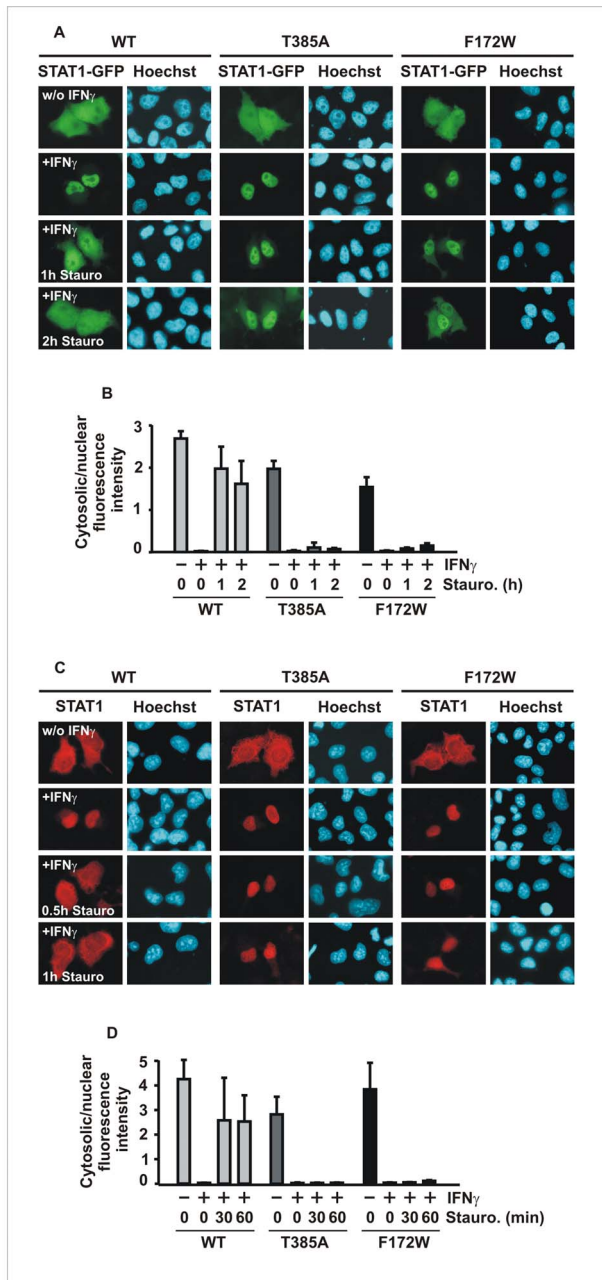 A
WT T385A F172W
STAT1-GFP Hoechst STAT1-GFP Hoechst STAT1-GFP Hoechst
w/o IFNγ
+IFNγ
+IFNγ
1h Stauro
+IFNγ
2h Stauro
B
Cytosolic/nuclear
fluorescence
intensity
3
2
1
0
– + + + – + + + – + + + IFNγ
0 0 1 2 0 0 1 2 0 0 1 2 Stauro. (h)
WT T385A F172W
C
WT T385A F172W
STAT1 Hoechst STAT1 Hoechst STAT1 Hoechst
w/o IFNγ
+IFNγ
+IFNγ
0.5h Stauro
+IFNγ
1h Stauro
D
Cytosolic/nuclear
fluorescence
intensity
5
4
3
2
1
0
– + + + – + + + – + + + IFNγ
0 0 30 60 0 0 30 60 0 0 30 60 Stauro. (min)
WT T385A F172W